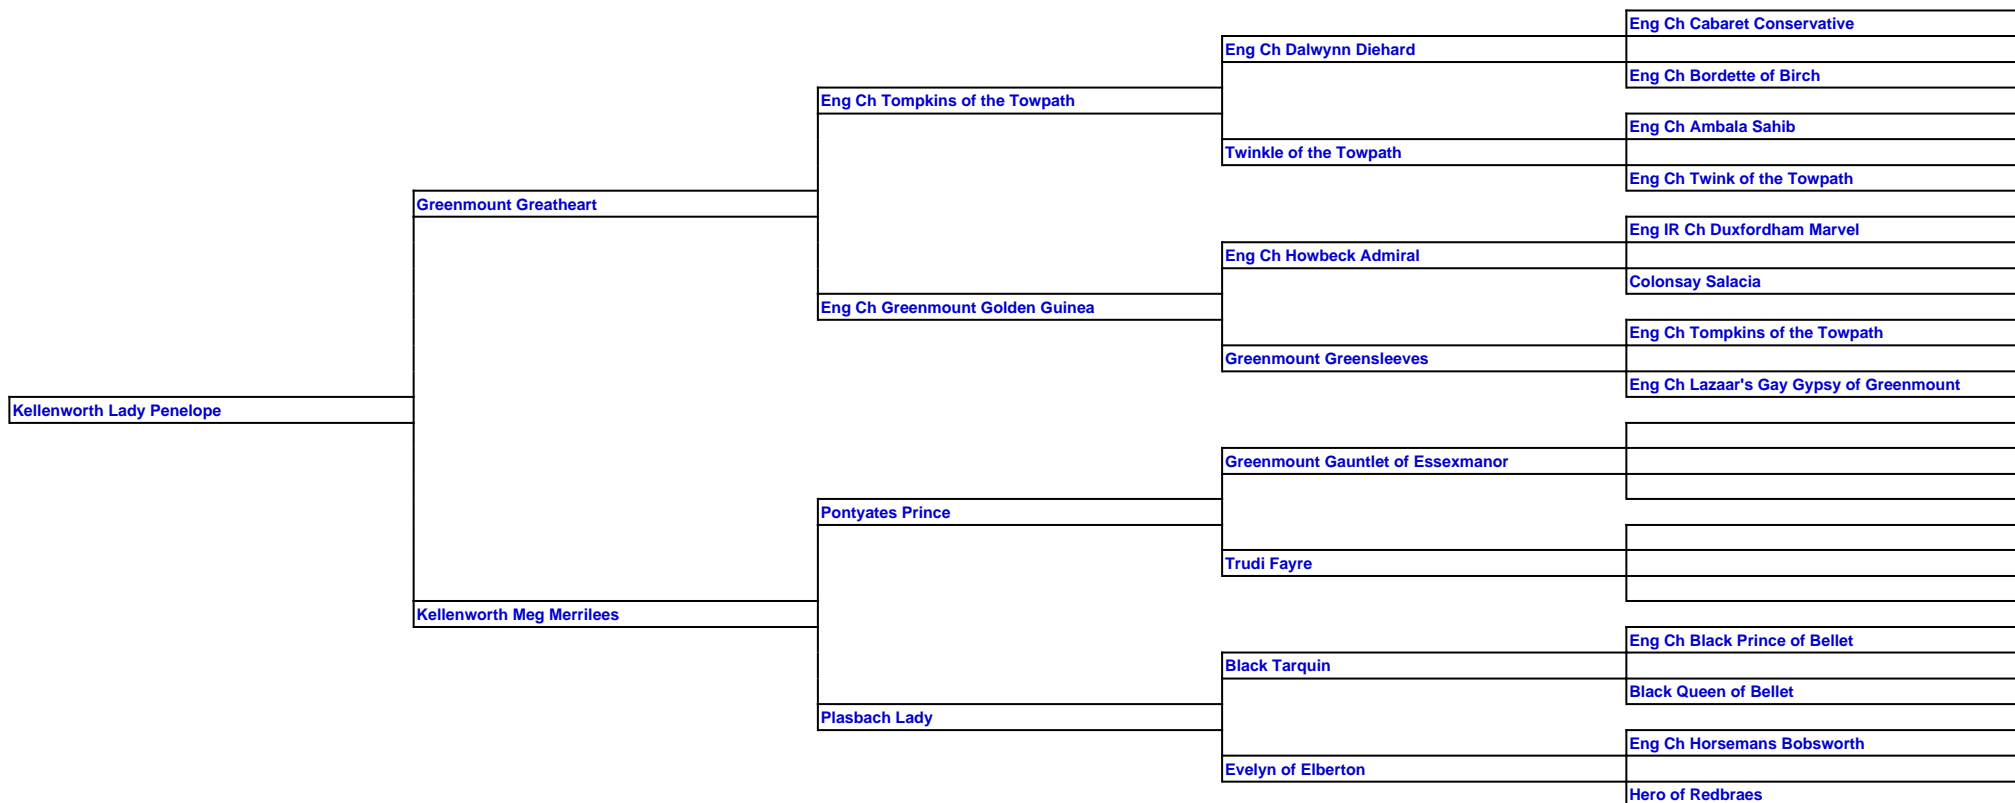 Eng Ch Cabaret Conservative
Eng Ch Dalwynn Diehard
Eng Ch Bordette of Birch
Eng Ch Tompkins of the Towpath
Eng Ch Ambala Sahib
Twinkle of the Towpath
Eng Ch Twink of the Towpath
Greenmount Greatheart
Eng IR Ch Duxfordham Marvel
Eng Ch Howbeck Admiral
Colonsay Salacia
Eng Ch Greenmount Golden Guinea
Eng Ch Tompkins of the Towpath
Greenmount Greensleeves
Eng Ch Lazaar's Gay Gypsy of Greenmount
Kellenworth Lady Penelope
Greenmount Gauntlet of Essexmanor
Pontyates Prince
Trudi Fayre
Kellenworth Meg Merrilees
Eng Ch Black Prince of Bellet
Black Tarquin
Black Queen of Bellet
Plasbach Lady
Eng Ch Horsemans Bobsworth
Evelyn of Elberton
Hero of Redbraes